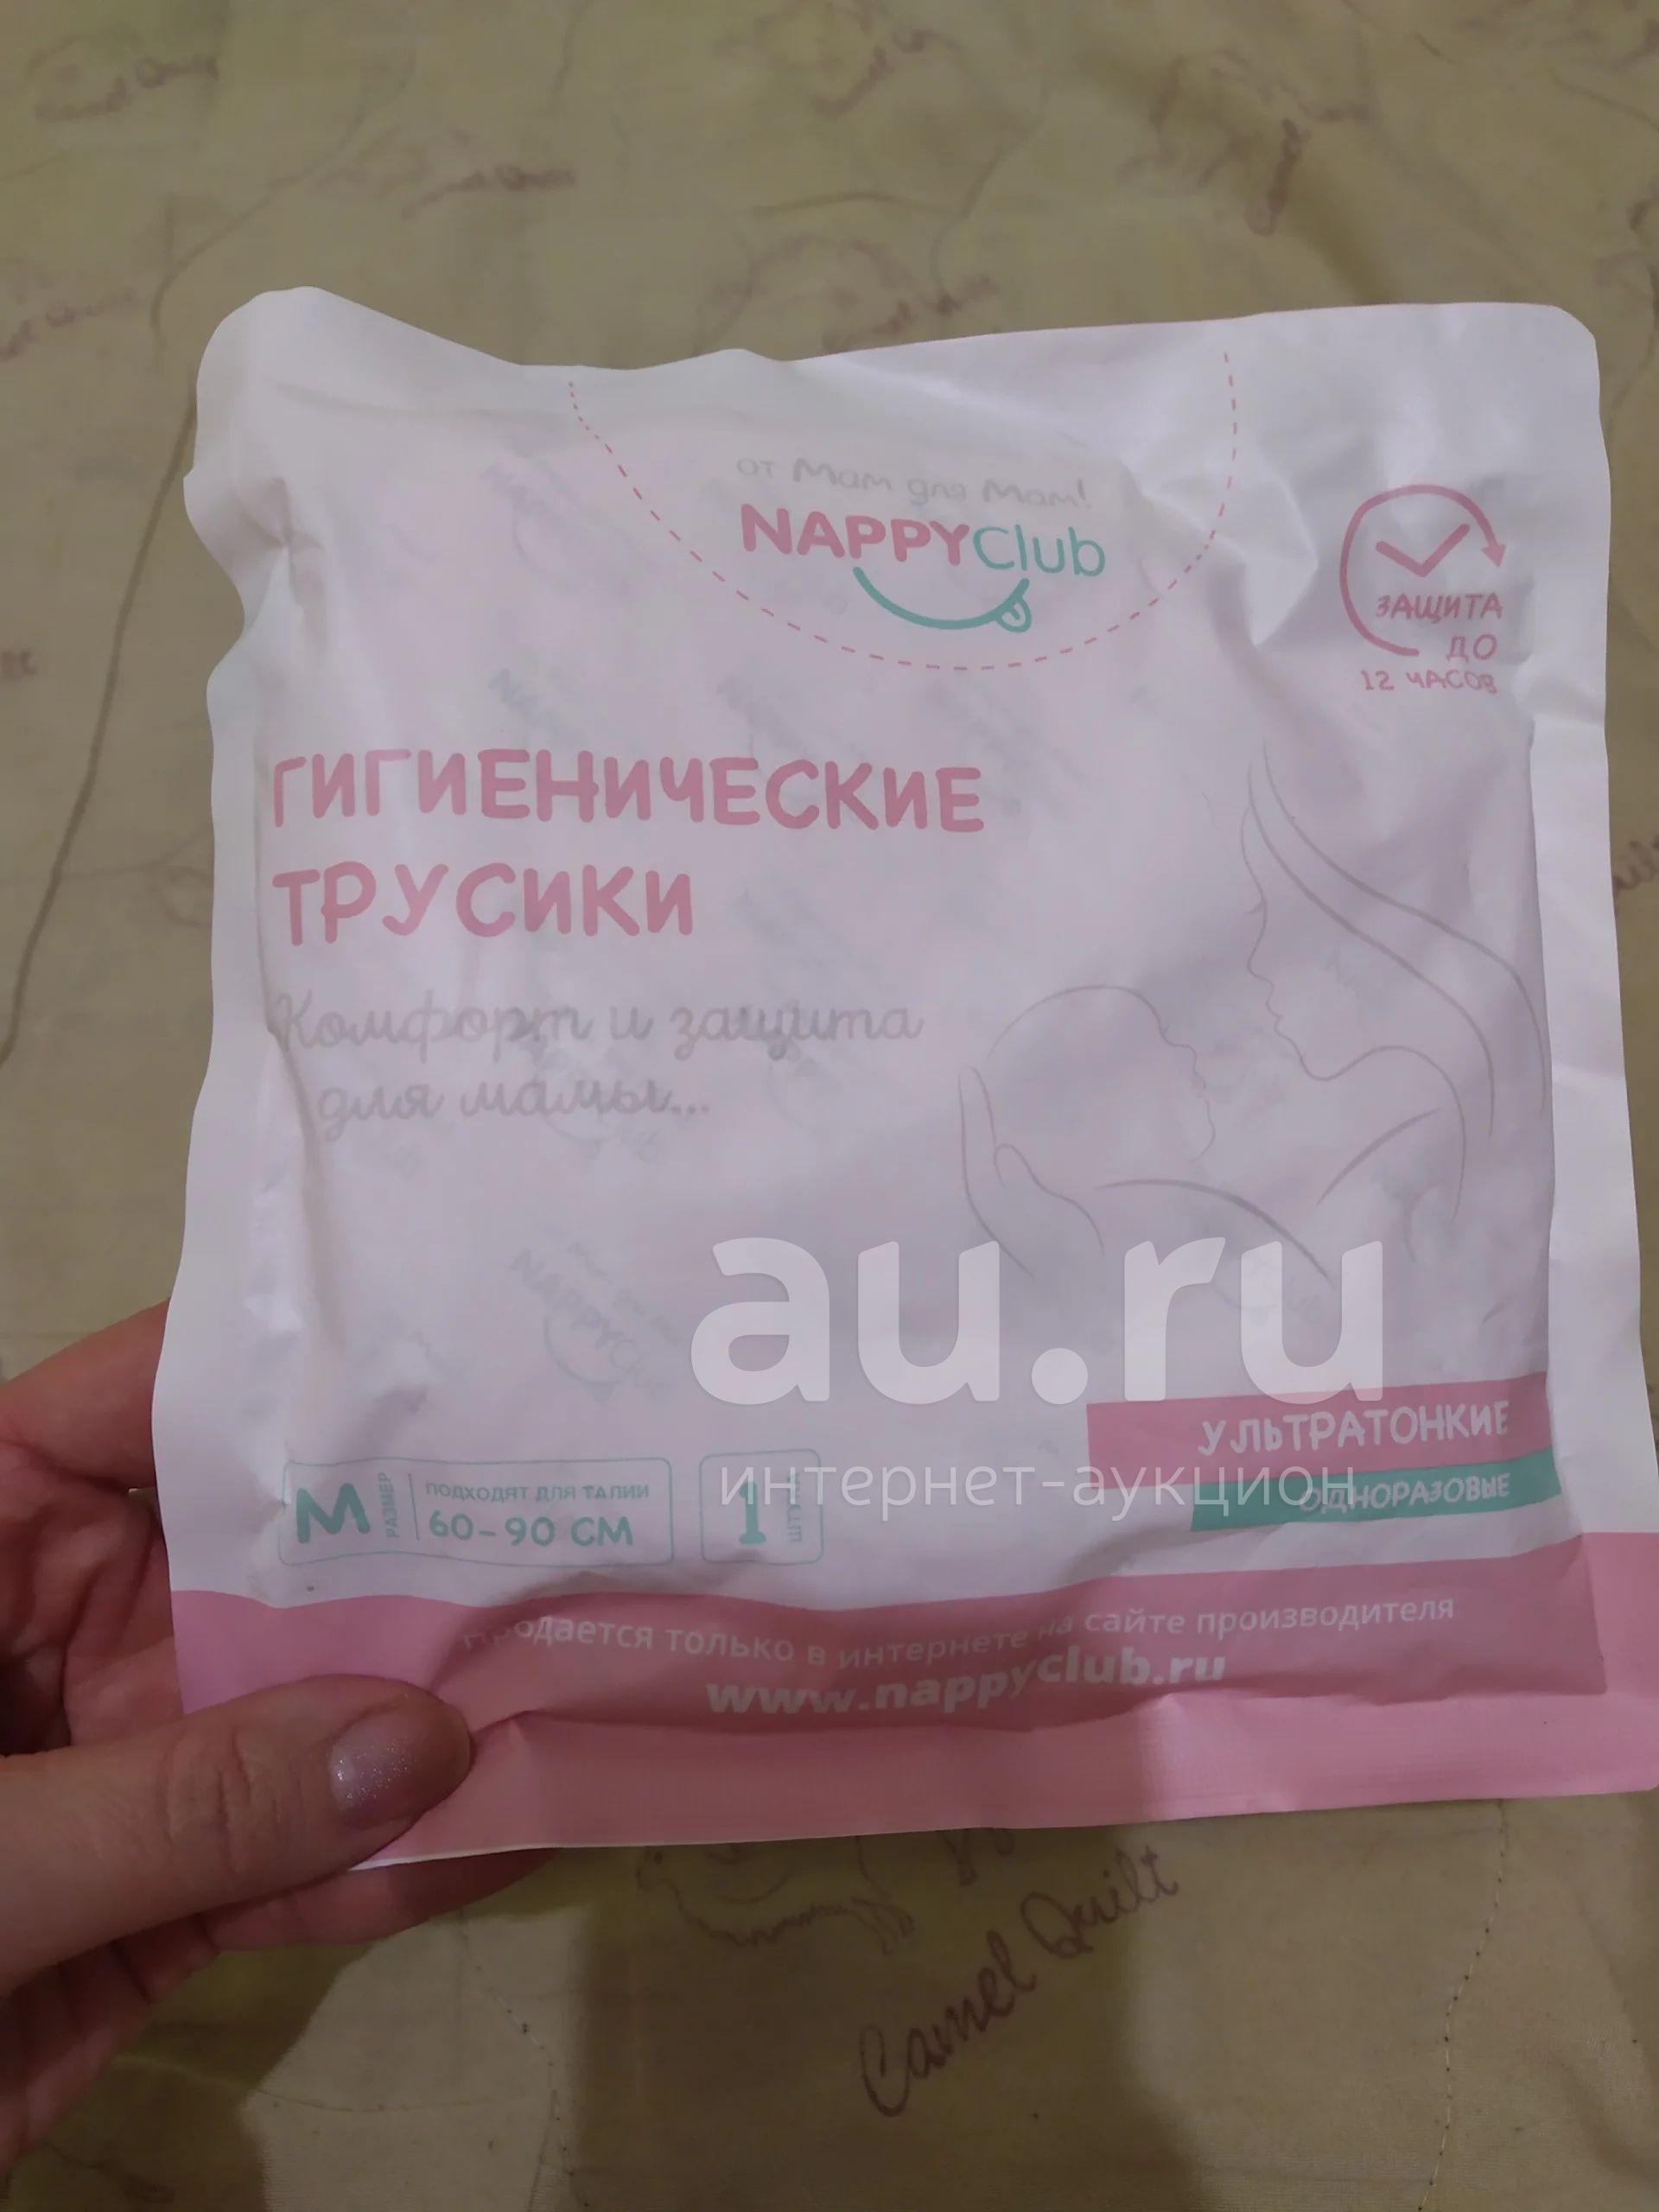 от Мам для Мам!
NAPPYClub
ЗАЩИТА
ДО
12 ЧАСОВ
ГИГИЕНИЧЕСКИЕ
ТРУСИКИ
Комфорт и защита
для мамы...
au.ru
интернет-аукцион
УЛЬТРАТОНКИЕ
ОДНОРАЗОВЫЕ
M РАЗМЕР
ПОДХОДЯТ ДЛЯ ТАЛИИ
60-90 СМ
1 ШТУКА
Продается только в интернете на сайте производителя
www.nappyclub.ru
Camel Quilt